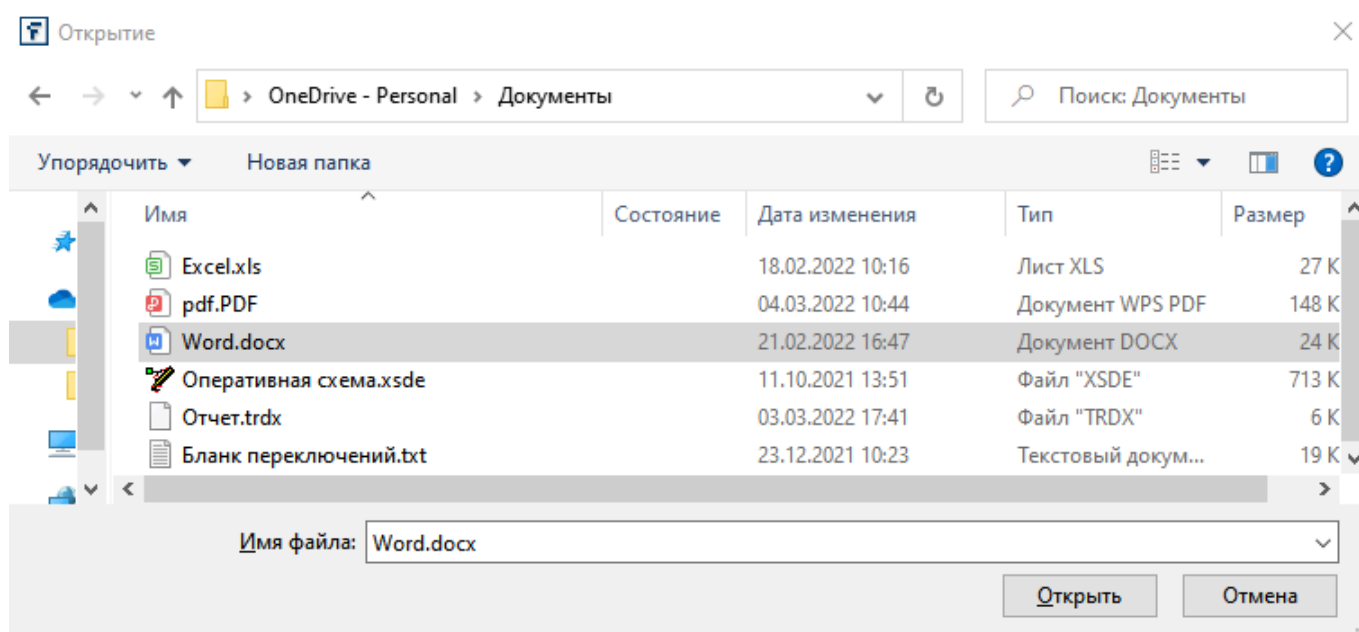 Открытие
OneDrive - Personal › Документы
Поиск: Документы
Упорядочить Новая папка
Имя Состояние Дата изменения Тип Размер
Excel.xls 18.02.2022 10:16 Лист XLS 27 К
pdf.PDF 04.03.2022 10:44 Документ WPS PDF 148 К
Word.docx 21.02.2022 16:47 Документ DOCX 24 К
Оперативная схема.xsde 11.10.2021 13:51 Файл "XSDE" 713 К
Отчет.trdx 03.03.2022 17:41 Файл "TRDX" 6 К
Бланк переключений.txt 23.12.2021 10:23 Текстовый докум... 19 К
Имя файла: Word.docx
Открыть Отмена